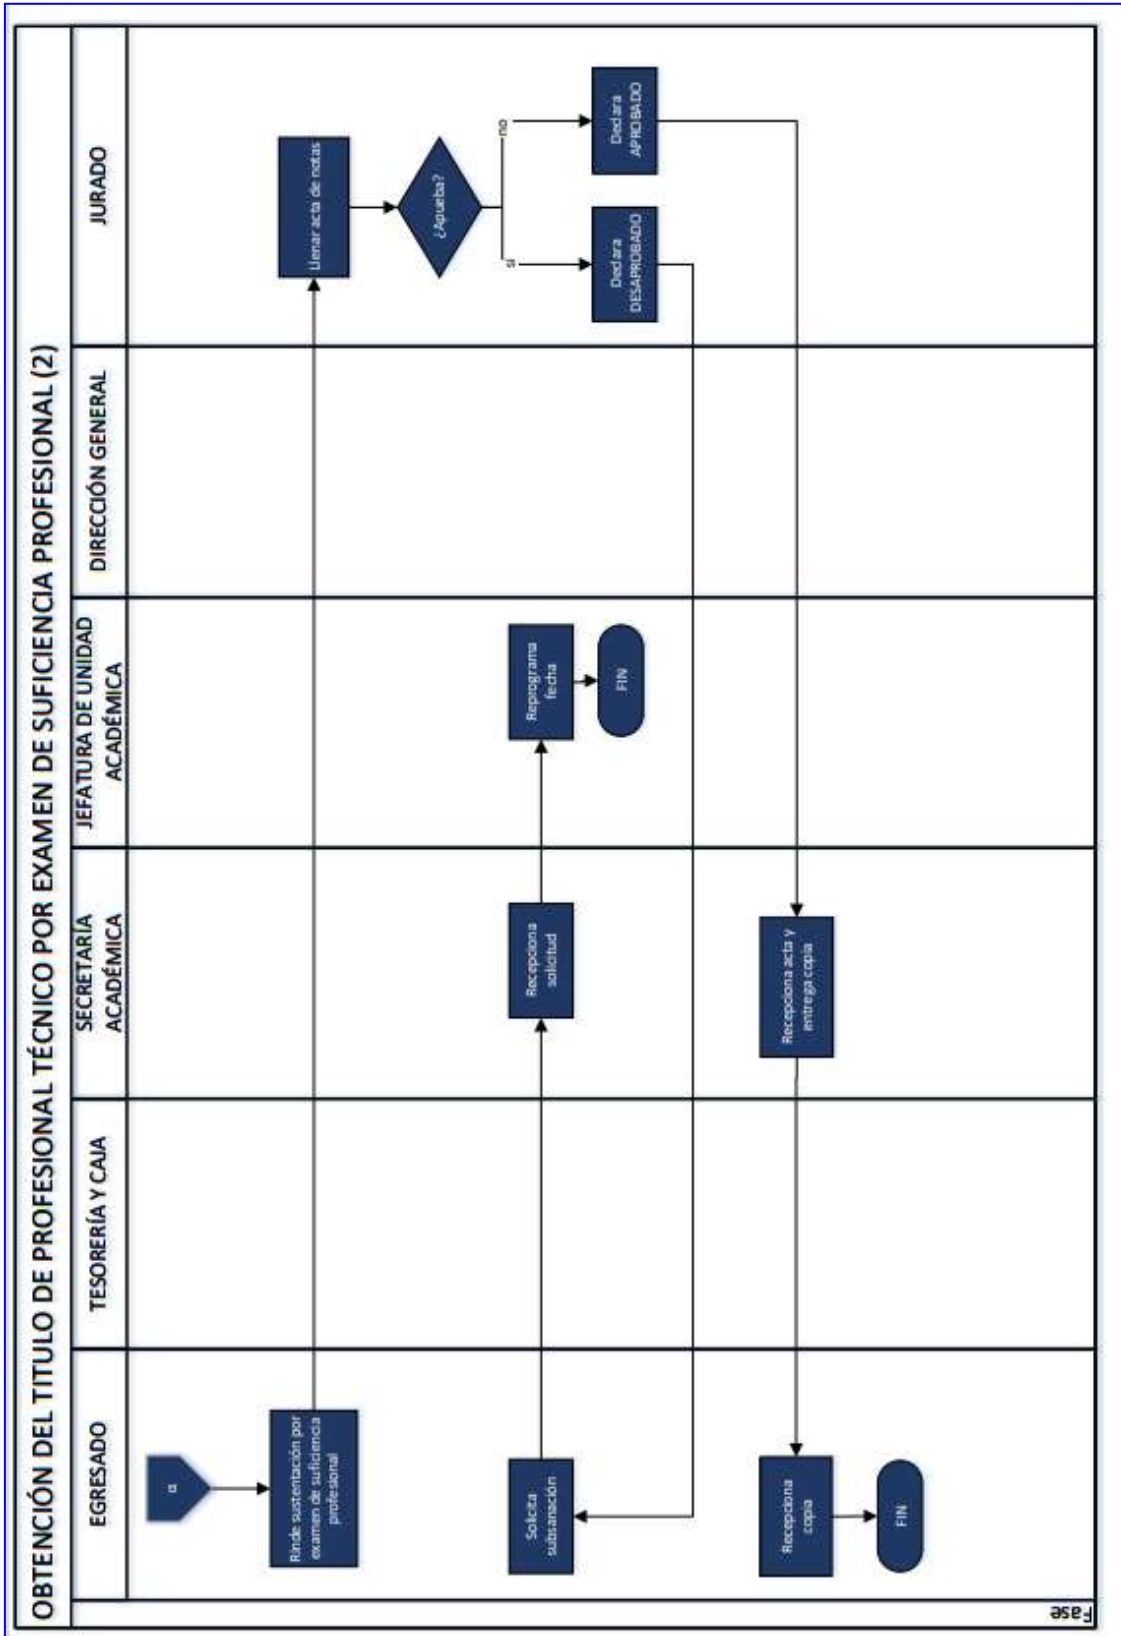 OBTENCIÓN DEL TITULO DE PROFESIONAL TÉCNICO POR EXAMEN DE SUFICIENCIA PROFESIONAL (2)
EGRESADO
TESORERÍA Y CAJA
SECRETARÍA
ACADÉMICA
JEFATURA DE UNIDAD
ACADÉMICA
DIRECCIÓN GENERAL
JURADO
Rinde sustentación por
examen de suficiencia
profesional
Llenar acta de notas
¿Apueba?
si
no
Declara
DESAPROBADO
Declara
APROBADO
Solicita
subsanación
Recepciona
solicitud
Reprograma
fecha
FIN
Recepciona acta y
entrega copia
Recepciona
copia
FIN
Fase